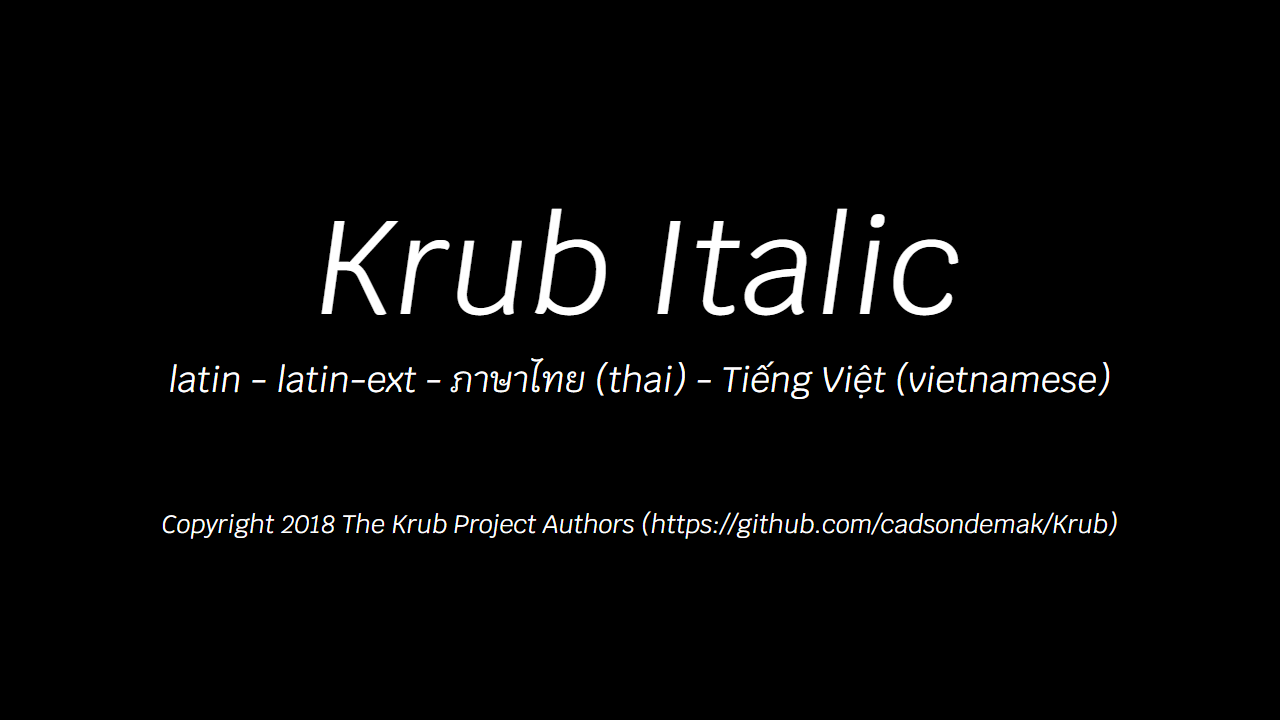 Krub Italic
latin - latin-ext - ภาษาไทย (thai) - Tiếng Việt (vietnamese)
Copyright 2018 The Krub Project Authors (https://github.com/cadsondemak/Krub)